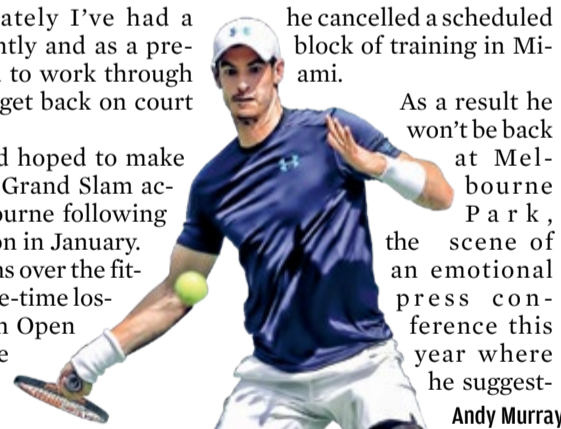 ately I've had a
ntly and as a pre-
to work through
get back on court
d hoped to make
Grand Slam ac-
ourne following
on in January.
ns over the fit-
e-time los-
n Open
e
he cancelled a scheduled
block of training in Mi-
ami.
As a result he
won't be back
at Mel-
bourne
Park,
the scene of
an emotional
press con-
ference this
year where
he suggest-
Andy Murray